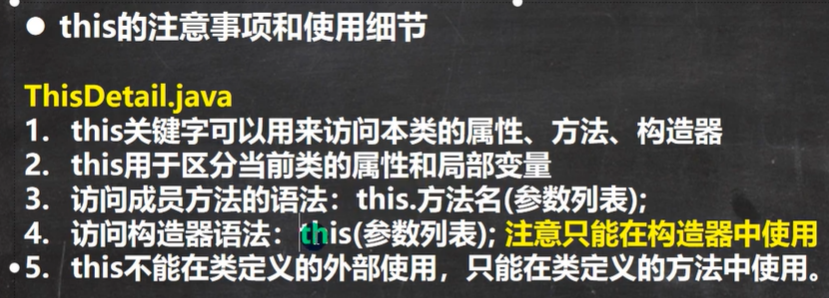 ● this的注意事项和使用细节
ThisDetail.java
1. this关键字可以用来访问本类的属性、方法、构造器
2. this用于区分当前类的属性和局部变量
3. 访问成员方法的语法：this.方法名(参数列表);
4. 访问构造器语法：this(参数列表); 注意只能在构造器中使用
5. this不能在类定义的外部使用，只能在类定义的方法中使用。